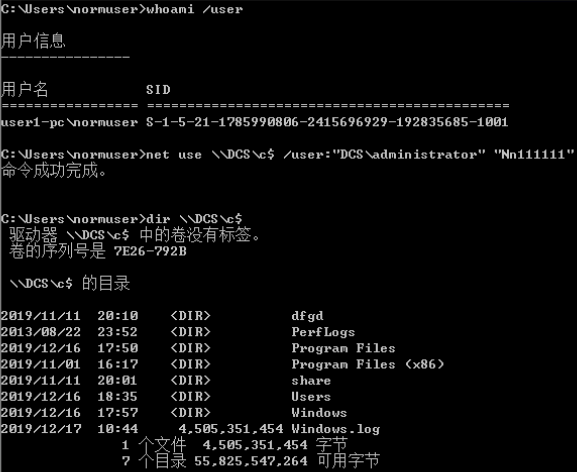 C:\Users\normuser>whoami /user
用户信息
----------------
用户名 SID
================= ============================================
user1-pc\normuser S-1-5-21-1785990806-2415696929-192835685-1001
C:\Users\normuser>net use \\DCS\c$ /user:"DCS\administrator" "Nn111111"
命令成功完成。
C:\Users\normuser>dir \\DCS\c$
驱动器 \\DCS\c$ 中的卷没有标签。
卷的序列号是 7E26-792B
\\DCS\c$ 的目录
2019/11/11 20:10 <DIR> dfgd
2013/08/22 23:52 <DIR> PerfLogs
2019/12/16 17:50 <DIR> Program Files
2019/11/01 16:17 <DIR> Program Files (x86)
2019/11/11 20:01 <DIR> share
2019/12/16 18:35 <DIR> Users
2019/12/16 17:57 <DIR> Windows
2019/12/17 10:44 4,505,351,454 Windows.log
1 个文件 4,505,351,454 字节
7 个目录 55,825,547,264 可用字节